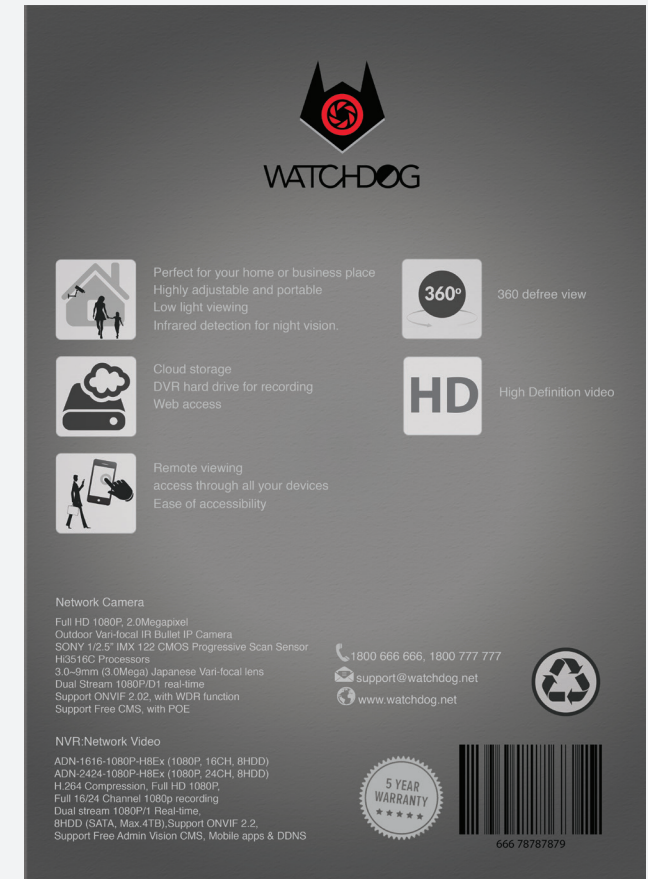 WATCHDOG
Perfect for your home or business place
Highly adjustable and portable
Low light viewing
Infrared detection for night vision.
360º
360 defree view
Cloud storage
DVR hard drive for recording
Web access
HD
High Definition video
Remote viewing
access through all your devices
Ease of accessibility
Network Camera
Full HD 1080P, 2.0Megapixel
Outdoor Vari-focal IR Bullet IP Camera
SONY 1/2.5" IMX 122 CMOS Progressive Scan Sensor
Hi3516C Processors
3.0~9mm (3.0Mega) Japanese Vari-focal lens
Dual Stream 1080P/D1 real-time
Support ONVIF 2.02, with WDR function
Support Free CMS, with POE
1800 666 666, 1800 777 777
support@watchdog.net
www.watchdog.net
NVR:Network Video
ADN-1616-1080P-H8Ex (1080P, 16CH, 8HDD)
ADN-2424-1080P-H8Ex (1080P, 24CH, 8HDD)
H.264 Compression, Full HD 1080P,
Full 16/24 Channel 1080p recording
Dual stream 1080P/1 Real-time,
8HDD (SATA, Max.4TB),Support ONVIF 2.2,
Support Free Admin Vision CMS, Mobile apps & DDNS
5 YEAR
WARRANTY
666 78787879